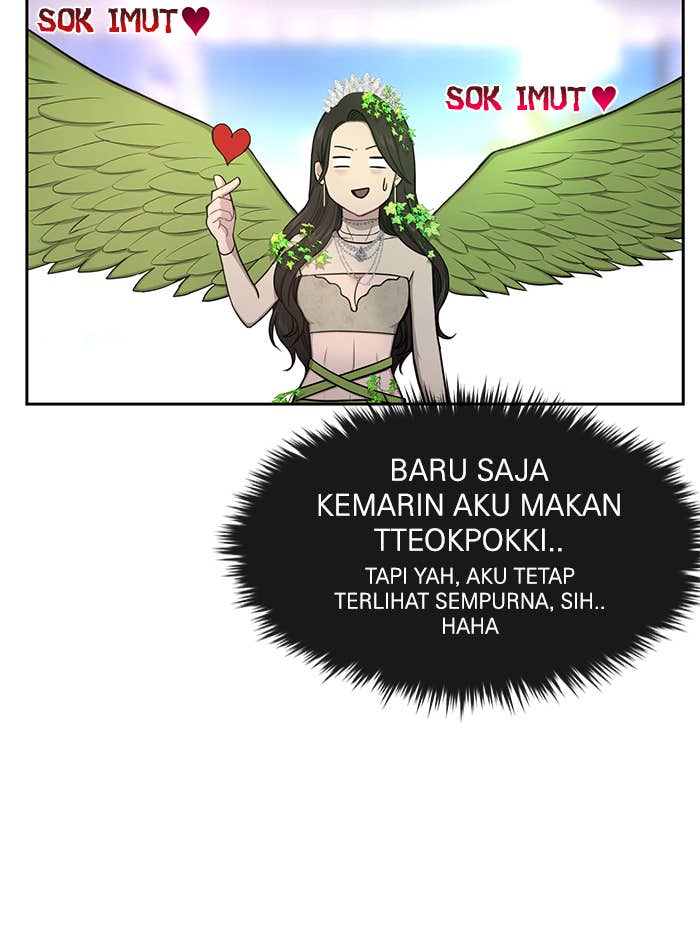 SOK IMUT♥
SOK IMUT♥
BARU SAJA
KEMARIN AKU MAKAN
TTEOKPOKKI..
TAPI YAH, AKU TETAP
TERLIHAT SEMPURNA, SIH..
HAHA